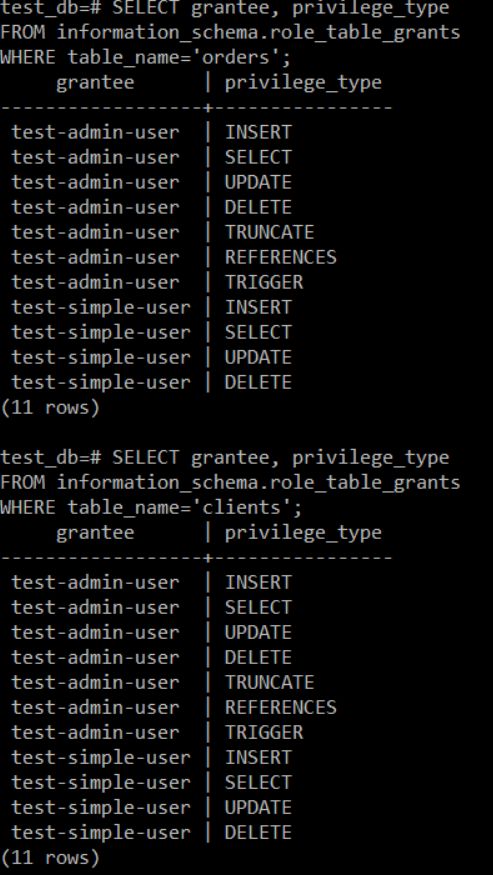 test_db=# SELECT grantee, privilege_type
FROM information_schema.role_table_grants
WHERE table_name='orders';
     grantee      | privilege_type
------------------+----------------
 test-admin-user  | INSERT
 test-admin-user  | SELECT
 test-admin-user  | UPDATE
 test-admin-user  | DELETE
 test-admin-user  | TRUNCATE
 test-admin-user  | REFERENCES
 test-admin-user  | TRIGGER
 test-simple-user | INSERT
 test-simple-user | SELECT
 test-simple-user | UPDATE
 test-simple-user | DELETE
(11 rows)

test_db=# SELECT grantee, privilege_type
FROM information_schema.role_table_grants
WHERE table_name='clients';
     grantee      | privilege_type
------------------+----------------
 test-admin-user  | INSERT
 test-admin-user  | SELECT
 test-admin-user  | UPDATE
 test-admin-user  | DELETE
 test-admin-user  | TRUNCATE
 test-admin-user  | REFERENCES
 test-admin-user  | TRIGGER
 test-simple-user | INSERT
 test-simple-user | SELECT
 test-simple-user | UPDATE
 test-simple-user | DELETE
(11 rows)